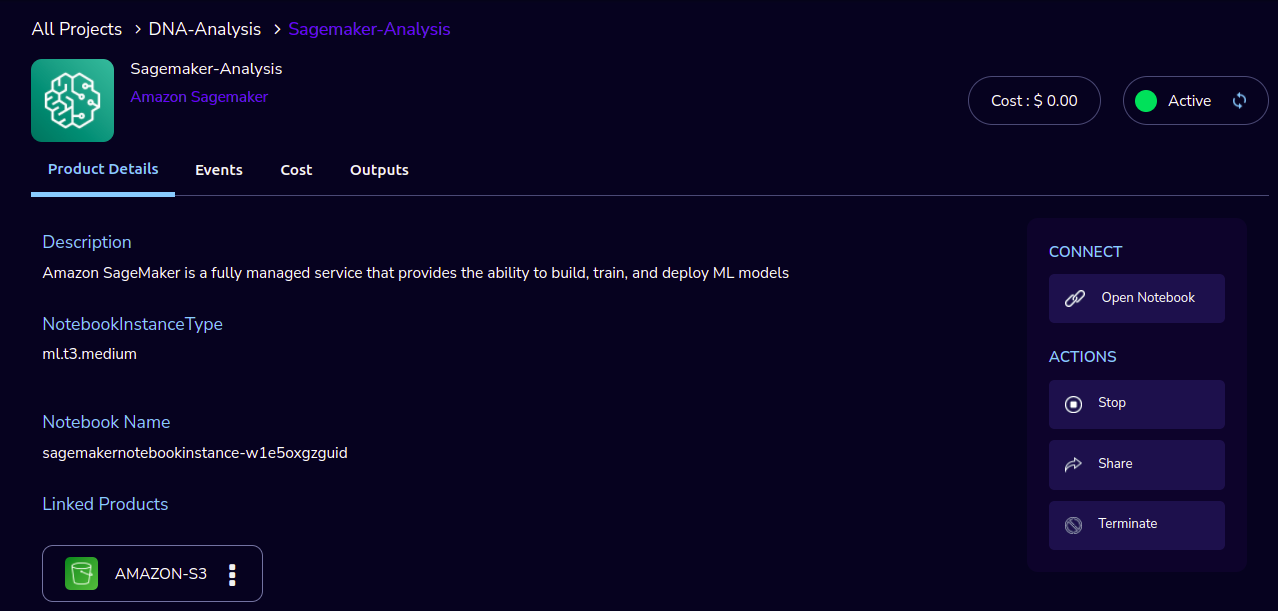 All Projects > DNA-Analysis > Sagemaker-Analysis
Sagemaker-Analysis
Amazon Sagemaker
Cost : $ 0.00
Active
Product Details
Events
Cost
Outputs
Description
Amazon SageMaker is a fully managed service that provides the ability to build, train, and deploy ML models
NotebookInstanceType
ml.t3.medium
Notebook Name
sagemakernotebookinstance-w1e5oxgzguid
Linked Products
AMAZON-S3
CONNECT
Open Notebook
ACTIONS
Stop
Share
Terminate